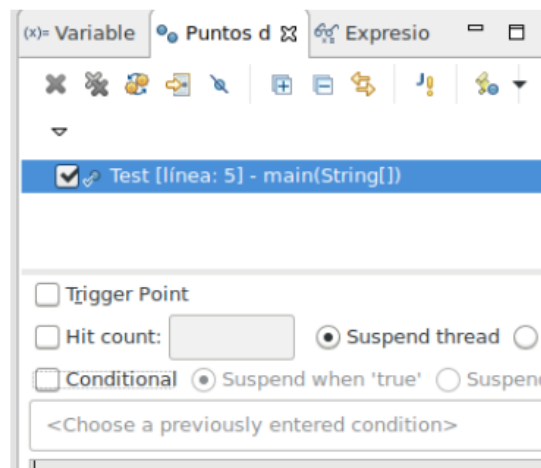 (x)= Variable Puntos d Expresio
Test [línea: 5] - main(String[])
Trigger Point
Hit count: Suspend thread
Conditional Suspend when 'true' Suspend
<Choose a previously entered condition>